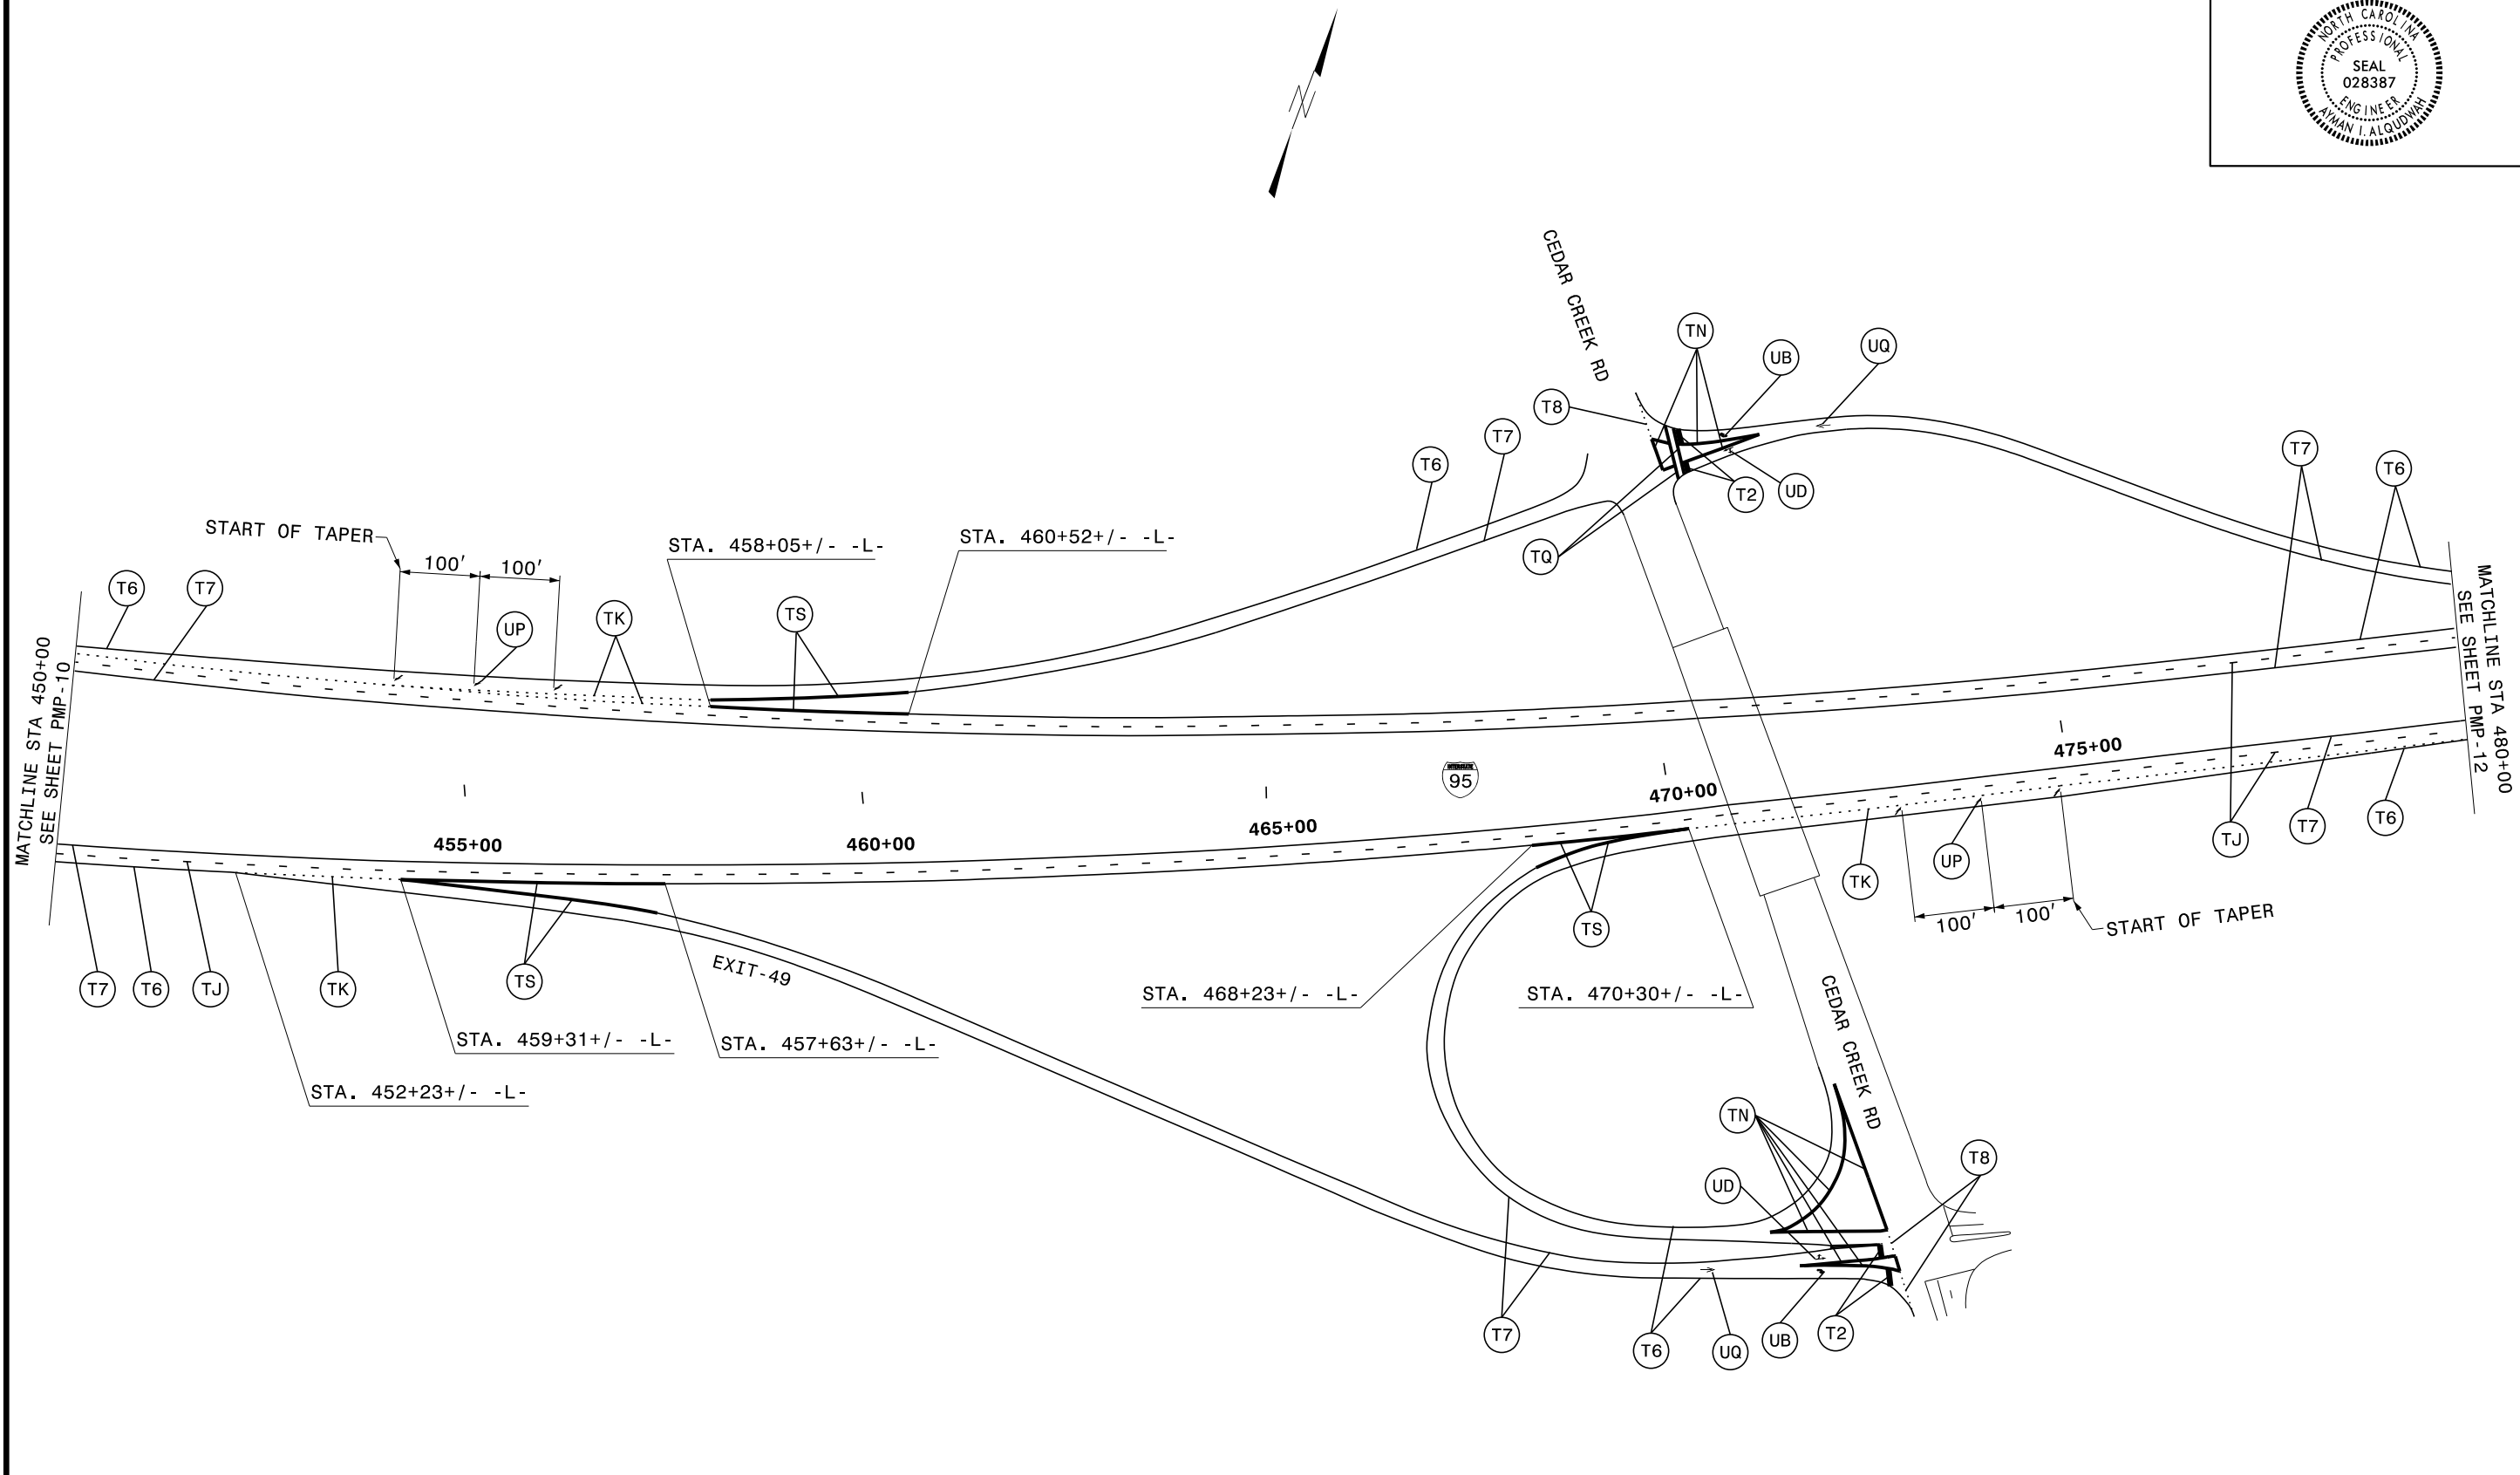 NORTH CAROLINA
PROFESSIONAL
SEAL
028387
ENGINEER
AYMAN I. ALQUDWAH
N
CEDAR CREEK RD
TN
UB
UQ
T8
T7
T6
T2
UD
TQ
T7
T6
START OF TAPER
100'
100'
STA. 458+05+/- -L-
STA. 460+52+/- -L-
T6
T7
UP
TK
TS
MATCHLINE STA 450+00
SEE SHEET PMP-10
MATCHLINE STA 480+00
SEE SHEET PMP-12
INTERSTATE
95
455+00
460+00
465+00
470+00
475+00
T7
T6
TJ
TK
TS
EXIT-49
TS
TK
UP
TJ
T7
T6
100'
100'
START OF TAPER
STA. 468+23+/- -L-
STA. 470+30+/- -L-
STA. 459+31+/- -L-
STA. 457+63+/- -L-
STA. 452+23+/- -L-
CEDAR CREEK RD
TN
T8
UD
T7
T6
UQ
UB
T2